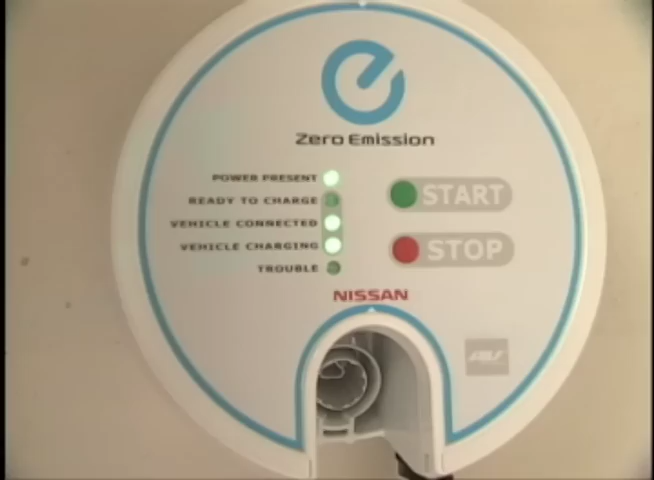 Zero Emission
POWER PRESENT
READY TO CHARGE
VEHICLE CONNECTED
VEHICLE CHARGING
TROUBLE
START
STOP
NISSAN